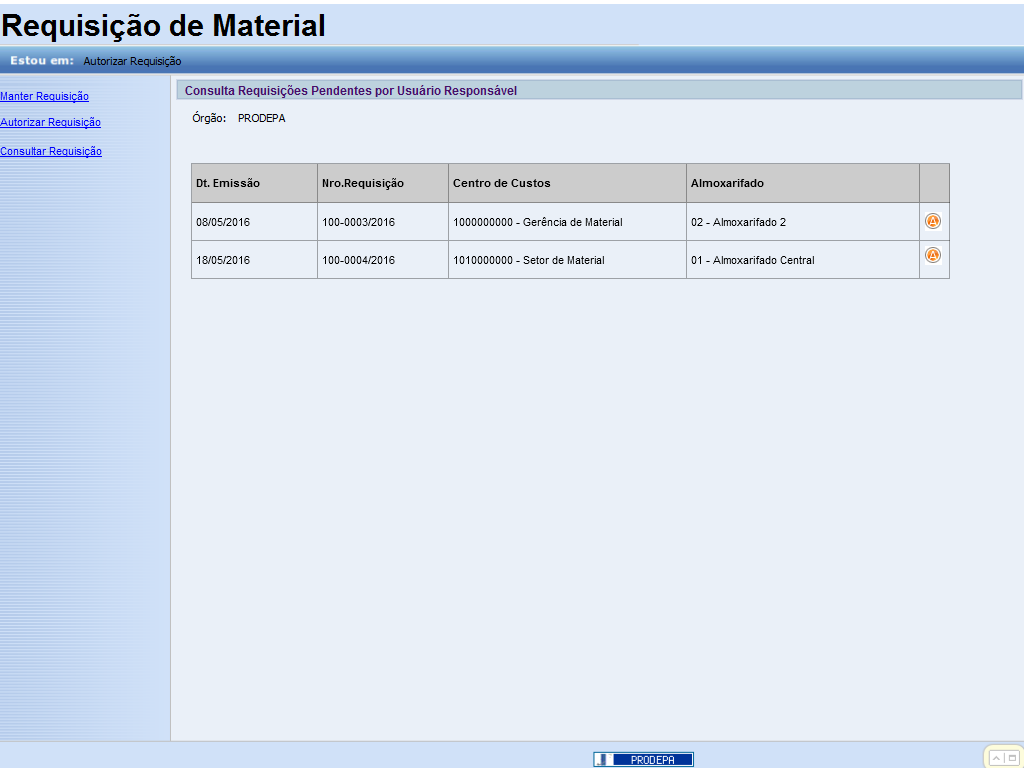 Requisição de Material
Estou em: Autorizar Requisição
Manter Requisição
Autorizar Requisição
Consultar Requisição
Consulta Requisições Pendentes por Usuário Responsável
Órgão: PRODEPA
Dt. Emissão Nro.Requisição Centro de Custos Almoxarifado
08/05/2016 100-0003/2016 1000000000 - Gerência de Material 02 - Almoxarifado 2 A
18/05/2016 100-0004/2016 1010000000 - Setor de Material 01 - Almoxarifado Central A
PRODEPA